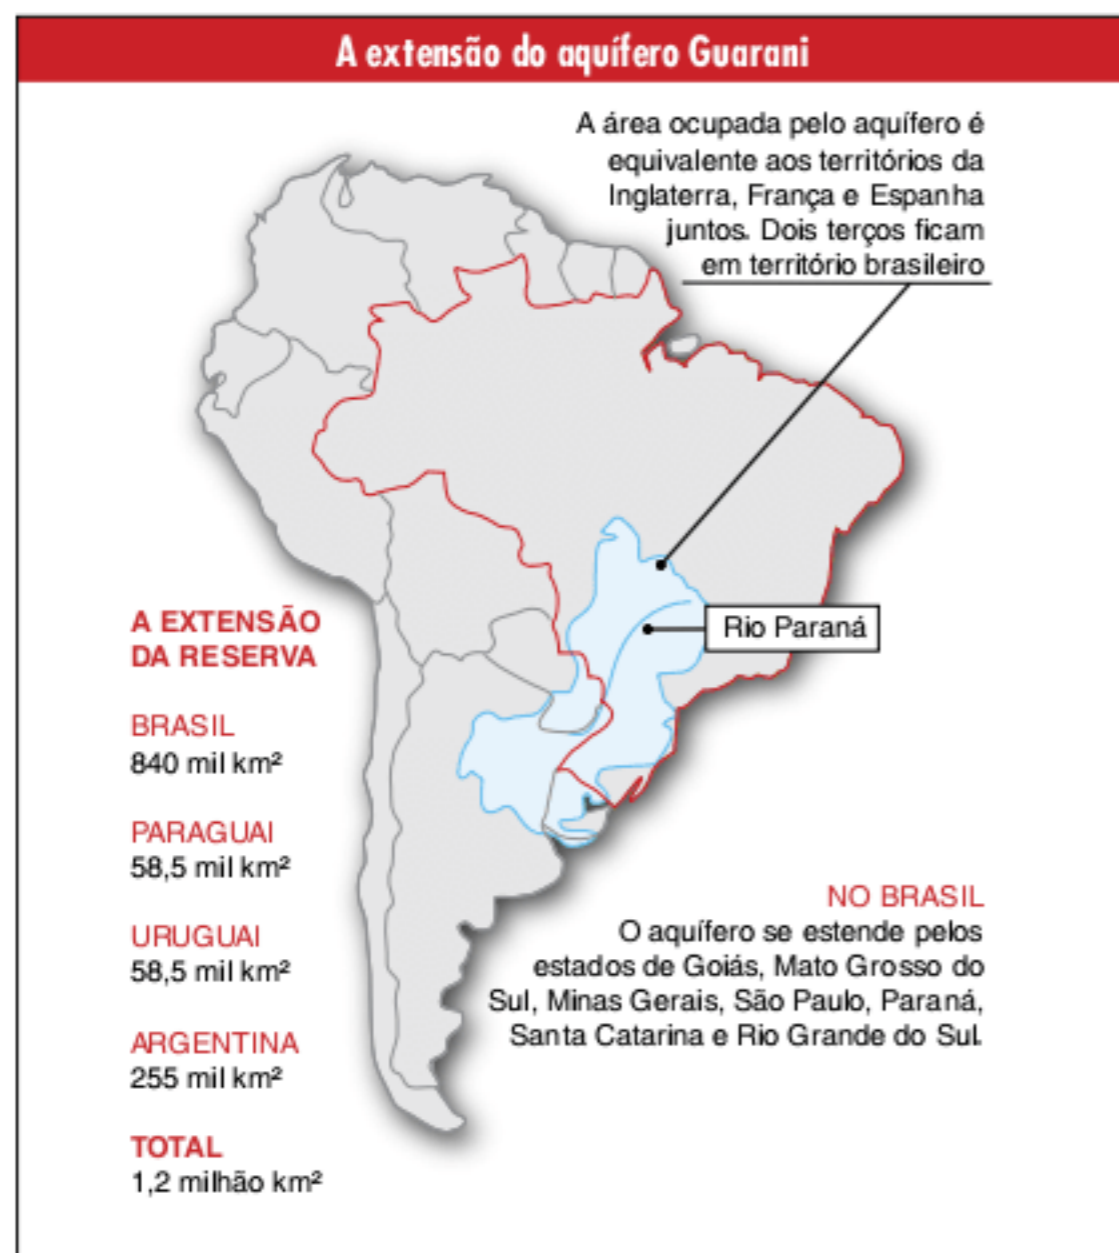 A extensão do aquífero Guarani
A área ocupada pelo aquífero é
equivalente aos territórios da
Inglaterra, França e Espanha
juntos. Dois terços ficam
em território brasileiro
Rio Paraná
A EXTENSÃO
DA RESERVA
BRASIL
840 mil km²
PARAGUAI
58,5 mil km²
URUGUAI
58,5 mil km²
ARGENTINA
255 mil km²
TOTAL
1,2 milhão km²
NO BRASIL
O aquífero se estende pelos
estados de Goiás, Mato Grosso do
Sul, Minas Gerais, São Paulo, Paraná,
Santa Catarina e Rio Grande do Sul.